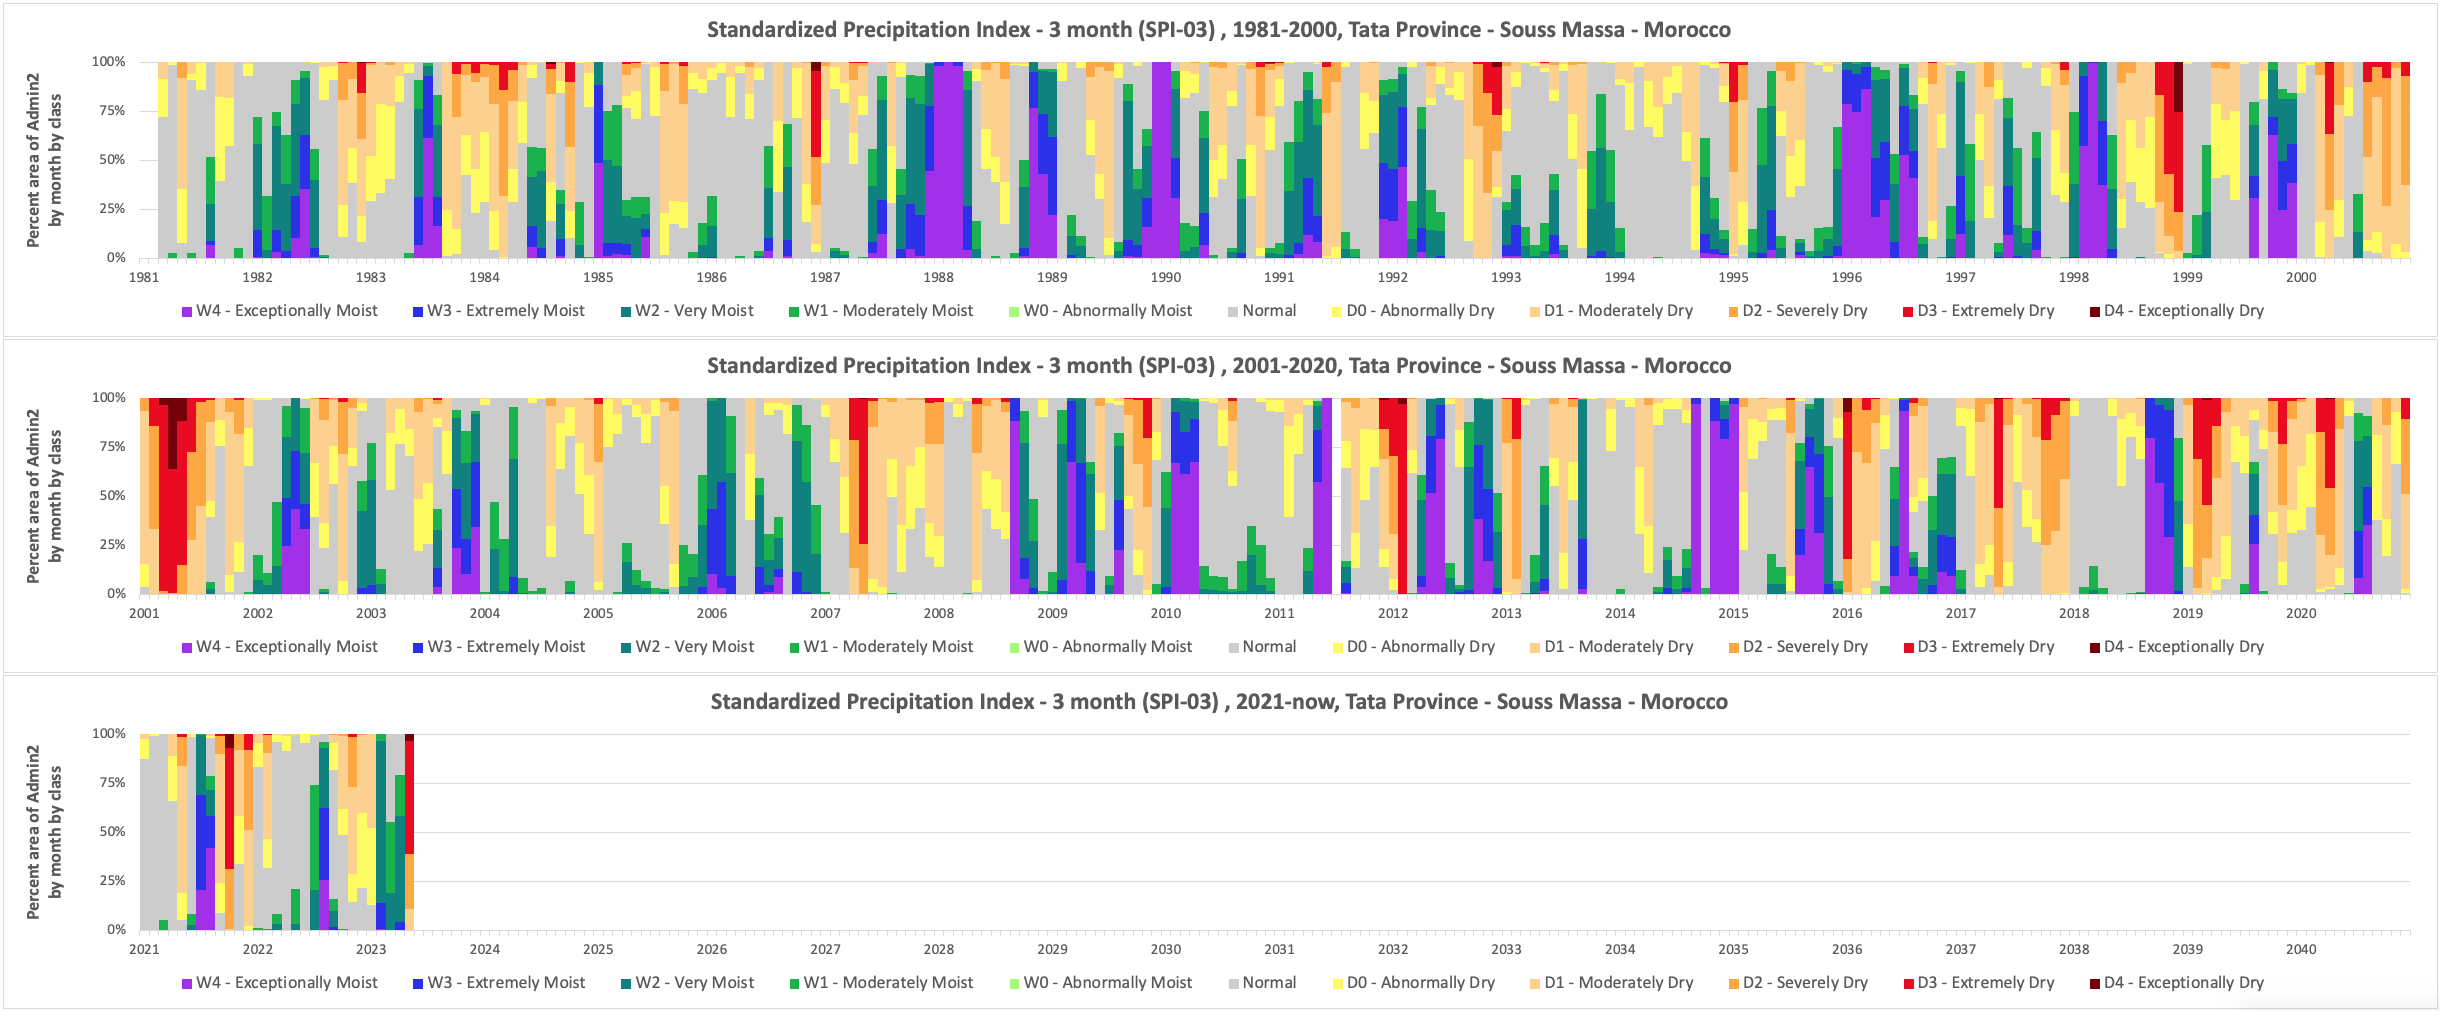 Standardized Precipitation Index - 3 month (SPI-03) , 1981-2000, Tata Province - Souss Massa - Morocco
Percent area of Admin2
by month by class
100%
75%
50%
25%
0%
1981 1982 1983 1984 1985 1986 1987 1988 1989 1990 1991 1992 1993 1994 1995 1996 1997 1998 1999 2000
W4 - Exceptionally Moist W3 - Extremely Moist W2 - Very Moist W1 - Moderately Moist W0 - Abnormally Moist Normal D0 - Abnormally Dry D1 - Moderately Dry D2 - Severely Dry D3 - Extremely Dry D4 - Exceptionally Dry
Standardized Precipitation Index - 3 month (SPI-03) , 2001-2020, Tata Province - Souss Massa - Morocco
Percent area of Admin2
by month by class
100%
75%
50%
25%
0%
2001 2002 2003 2004 2005 2006 2007 2008 2009 2010 2011 2012 2013 2014 2015 2016 2017 2018 2019 2020
W4 - Exceptionally Moist W3 - Extremely Moist W2 - Very Moist W1 - Moderately Moist W0 - Abnormally Moist Normal D0 - Abnormally Dry D1 - Moderately Dry D2 - Severely Dry D3 - Extremely Dry D4 - Exceptionally Dry
Standardized Precipitation Index - 3 month (SPI-03) , 2021-now, Tata Province - Souss Massa - Morocco
Percent area of Admin2
by month by class
100%
75%
50%
25%
0%
2021 2022 2023 2024 2025 2026 2027 2028 2029 2030 2031 2032 2033 2034 2035 2036 2037 2038 2039 2040
W4 - Exceptionally Moist W3 - Extremely Moist W2 - Very Moist W1 - Moderately Moist W0 - Abnormally Moist Normal D0 - Abnormally Dry D1 - Moderately Dry D2 - Severely Dry D3 - Extremely Dry D4 - Exceptionally Dry